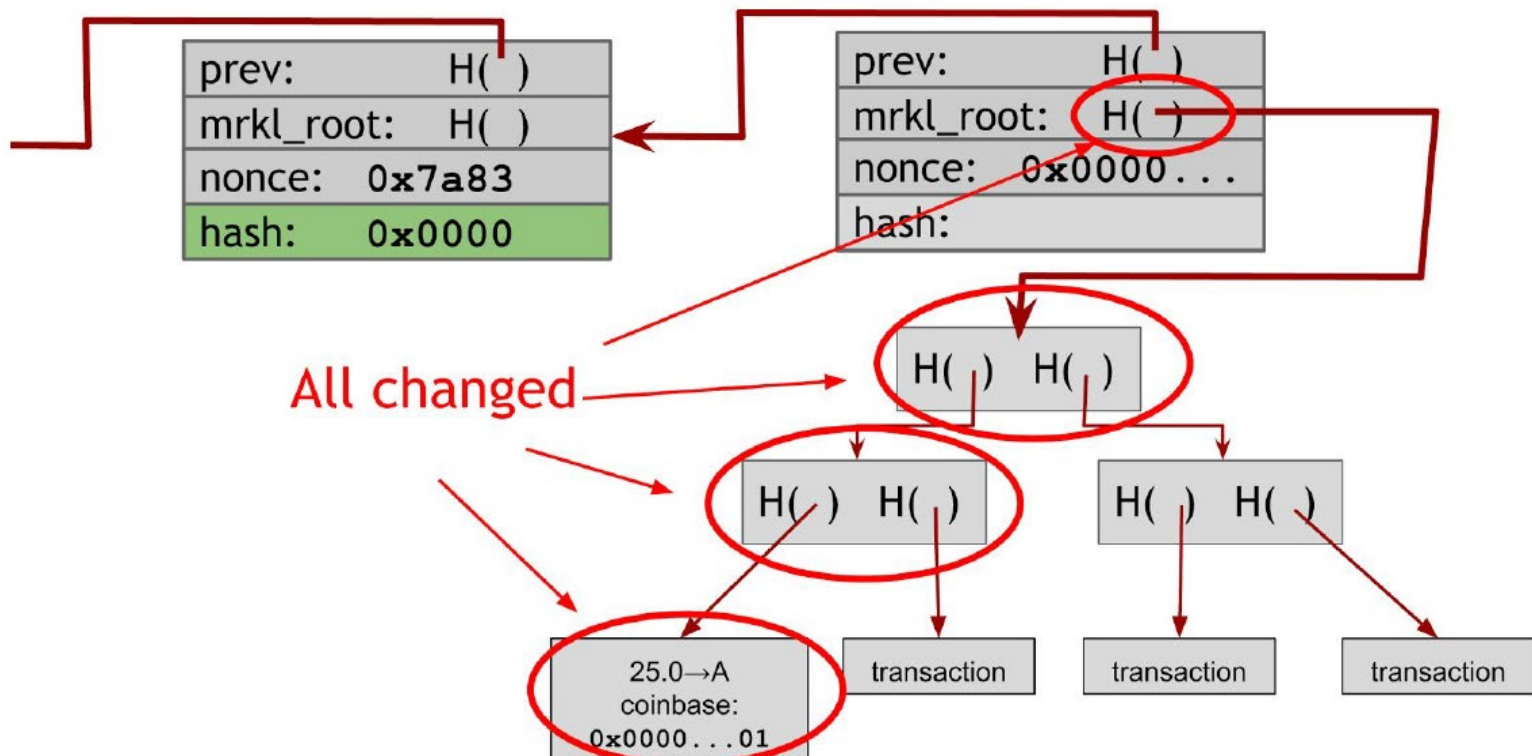 prev: H( )
mrkl_root: H( )
nonce: 0x7a83
hash: 0x0000
prev: H( )
mrkl_root: H( )
nonce: 0x0000...
hash:
All changed
H( ) H( )
H( ) H( )
H( ) H( )
25.0→A
coinbase:
0x0000...01
transaction
transaction
transaction